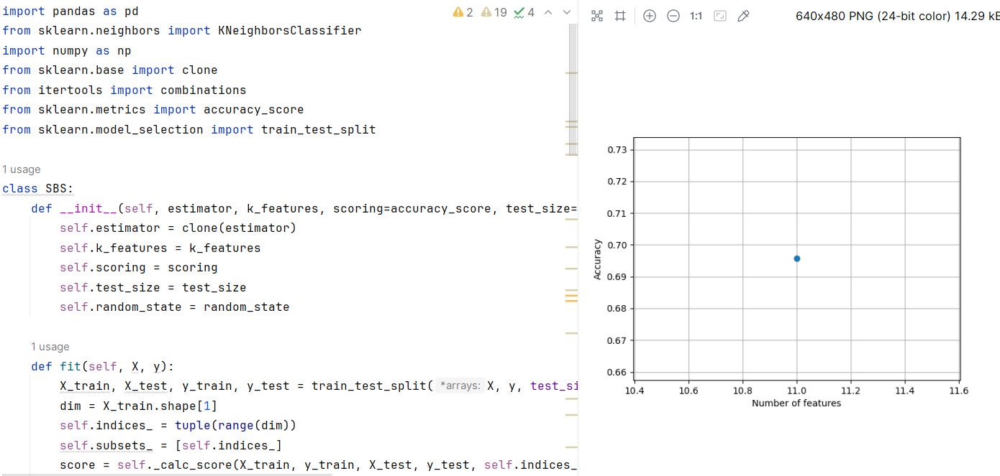 import pandas as pd
from sklearn.neighbors import KNeighborsClassifier
import numpy as np
from sklearn.base import clone
from itertools import combinations
from sklearn.metrics import accuracy_score
from sklearn.model_selection import train_test_split
1 usage
class SBS:
def __init__(self, estimator, k_features, scoring=accuracy_score, test_size=
self.estimator = clone(estimator)
self.k_features = k_features
self.scoring = scoring
self.test_size = test_size
self.random_state = random_state
1 usage
def fit(self, X, y):
X_train, X_test, y_train, y_test = train_test_split( *arrays: X, y, test_si
dim = X_train.shape[1]
self.indices_ = tuple(range(dim))
self.subsets_ = [self.indices_]
score = self._calc_score(X_train, y_train, X_test, y_test, self.indices_
2 19 4
1:1
640x480 PNG (24-bit color) 14.29 kB
0.73
0.72
0.71
0.70
0.69
0.68
0.67
0.66
Accuracy
10.4 10.6 10.8 11.0 11.2 11.4 11.6
Number of features